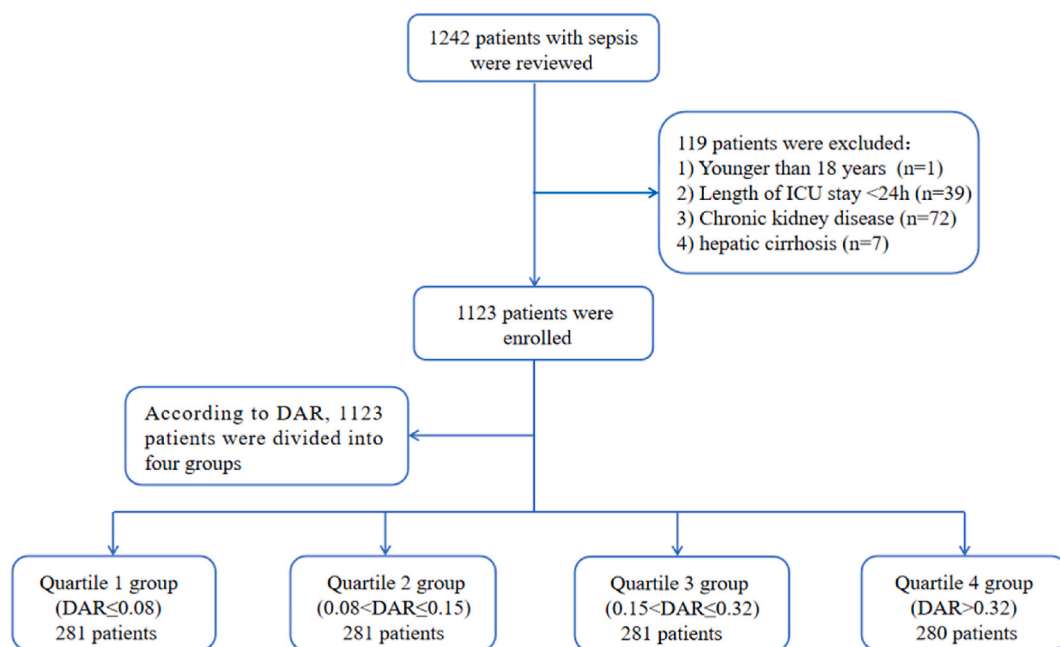 1242 patients with sepsis
were reviewed
119 patients were excluded:
1) Younger than 18 years (n=1)
2) Length of ICU stay <24h (n=39)
3) Chronic kidney disease (n=72)
4) hepatic cirrhosis (n=7)
1123 patients were
enrolled
According to DAR, 1123
patients were divided into
four groups
Quartile 1 group
(DAR≤0.08)
281 patients
Quartile 2 group
(0.08<DAR≤0.15)
281 patients
Quartile 3 group
(0.15<DAR≤0.32)
281 patients
Quartile 4 group
(DAR>0.32)
280 patients